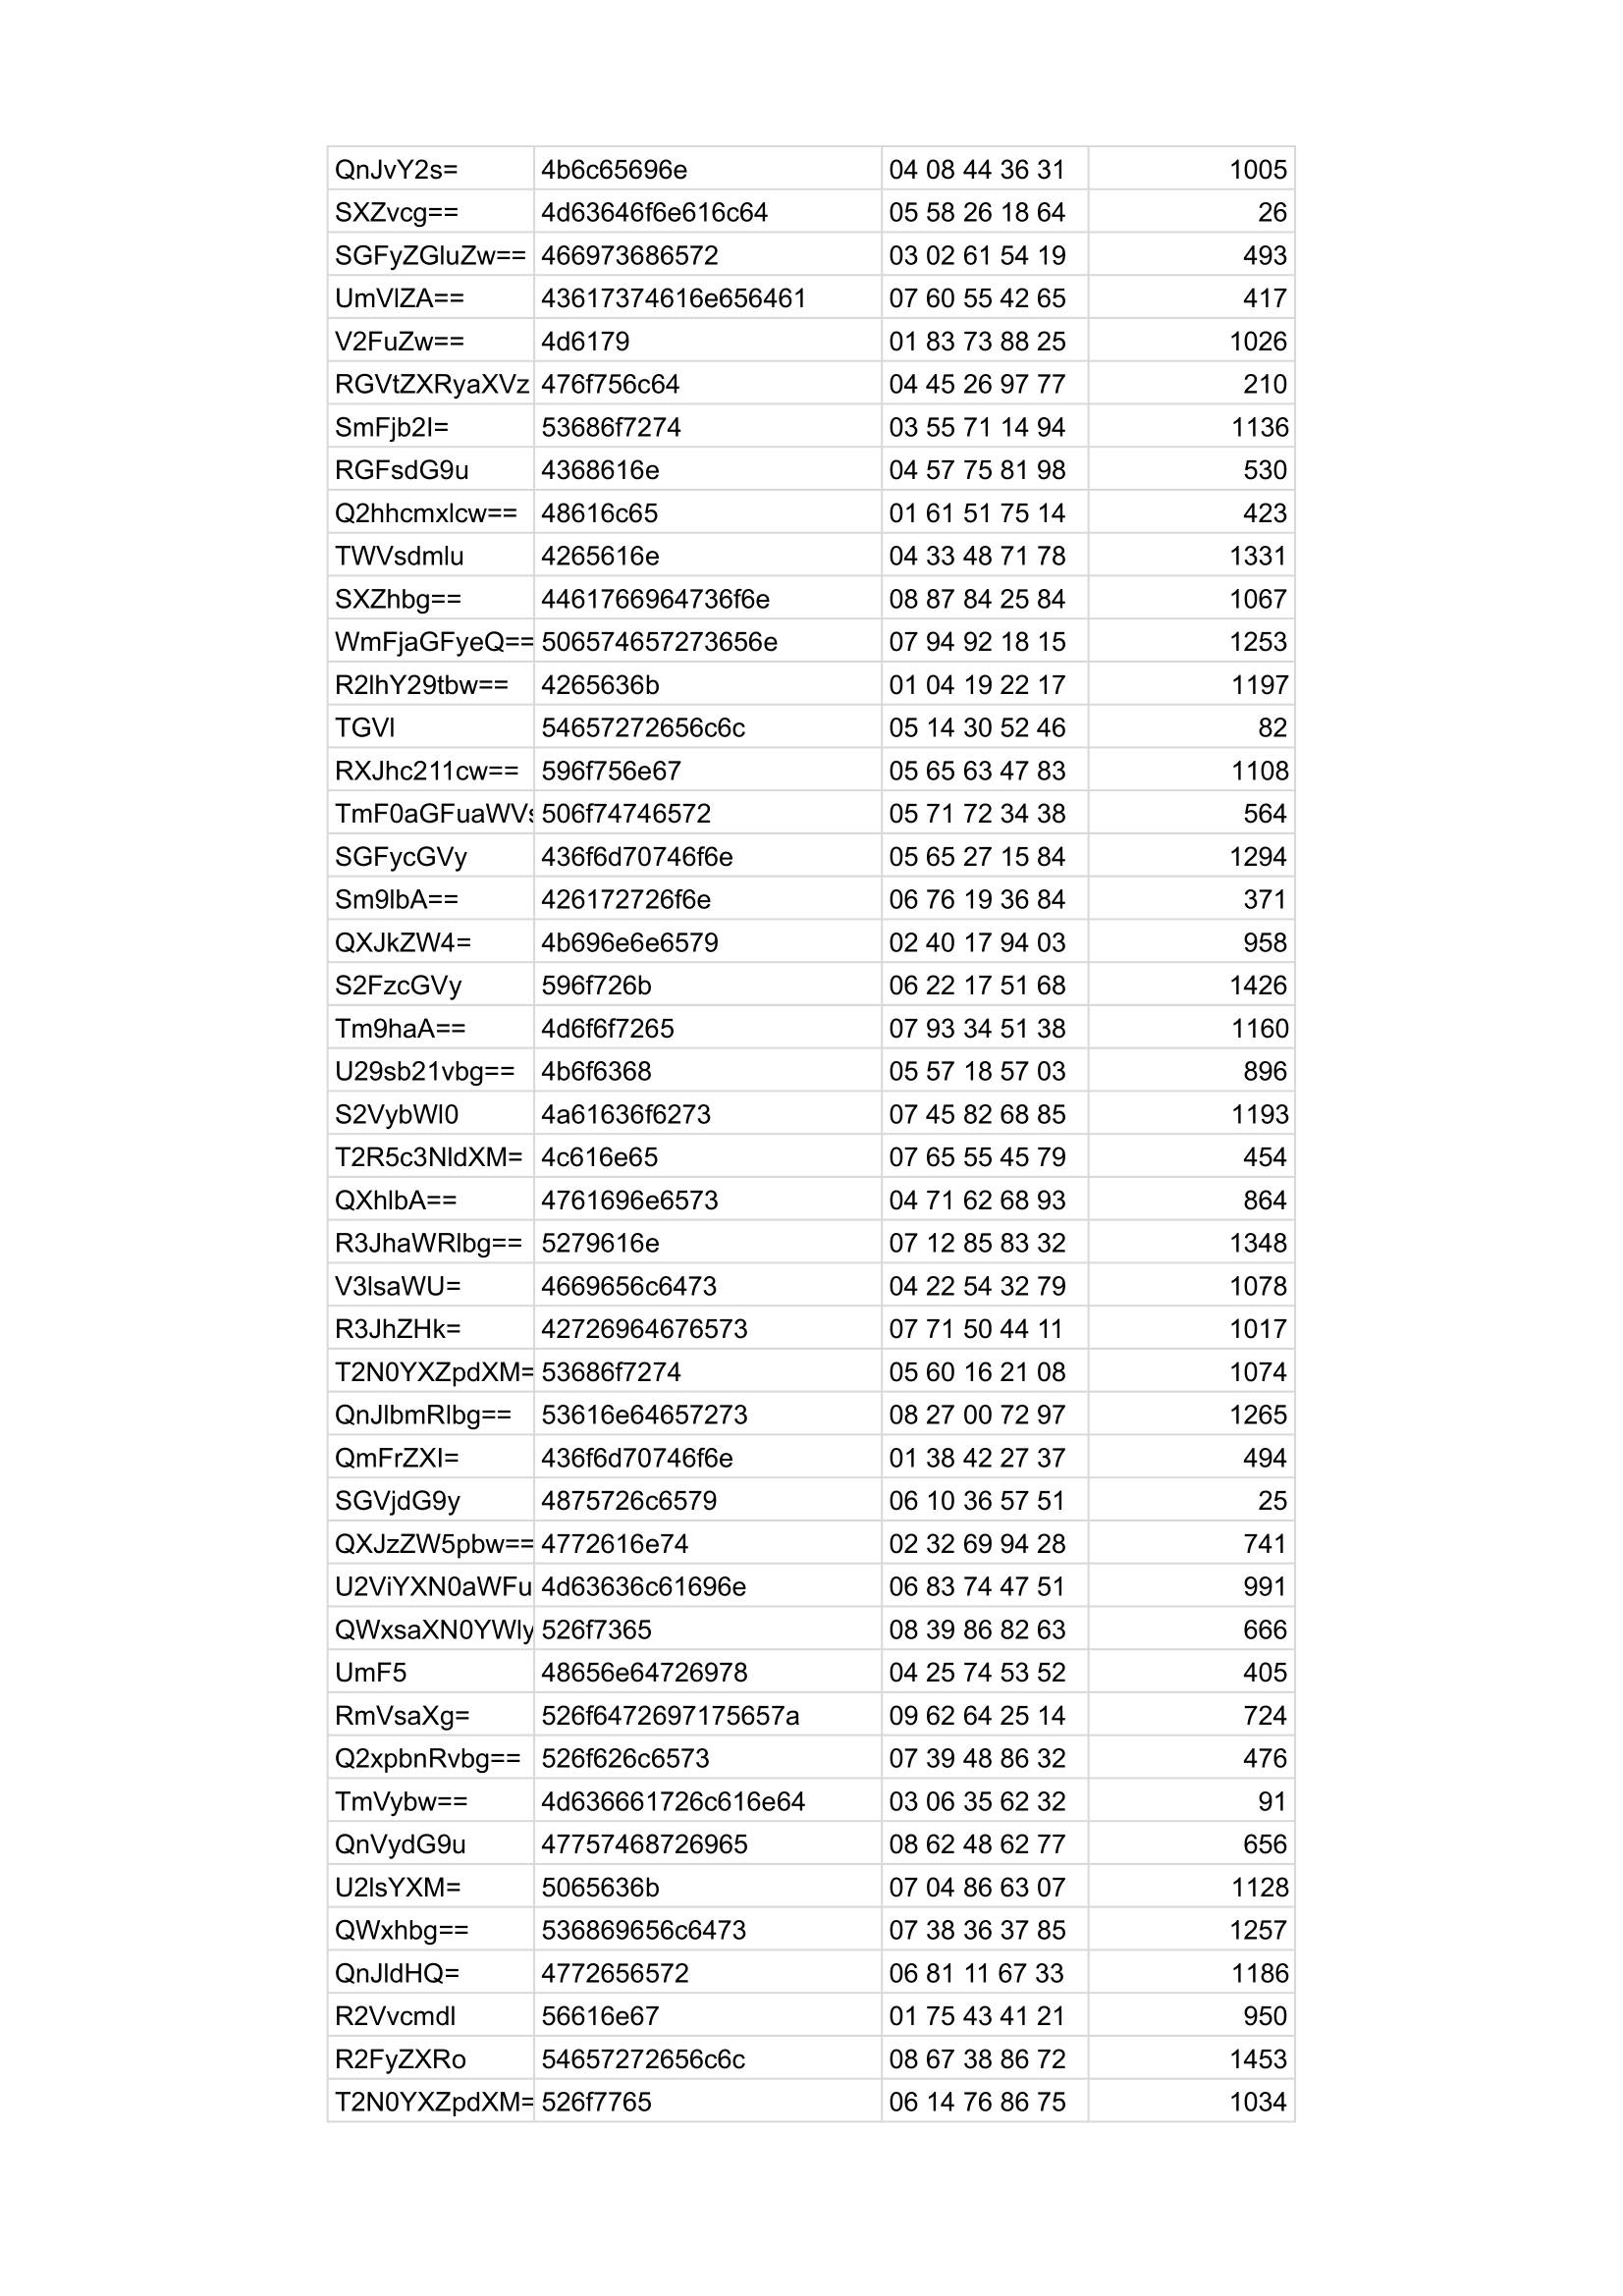 QnJvY2s= 4b6c65696e 04 08 44 36 31 1005
SXZvcg== 4d63646f6e616c64 05 58 26 18 64 26
SGFyZGluZw== 466973686572 03 02 61 54 19 493
UmVlZA== 43617374616e656461 07 60 55 42 65 417
V2FuZw== 4d6179 01 83 73 88 25 1026
RGVtZXRyaXVz 476f756c64 04 45 26 97 77 210
SmFjb2I= 53686f7274 03 55 71 14 94 1136
RGFsdG9u 4368616e 04 57 75 81 98 530
Q2hhcmxlcw== 48616c65 01 61 51 75 14 423
TWVsdmlu 4265616e 04 33 48 71 78 1331
SXZhbg== 4461766964736f6e 08 87 84 25 84 1067
WmFjaGFyeQ== 506574657273656e 07 94 92 18 15 1253
R2lhY29tbw== 4265636b 01 04 19 22 17 1197
TGVl 54657272656c6c 05 14 30 52 46 82
RXJhc211cw== 596f756e67 05 65 63 47 83 1108
TmF0aGFuaWVs 506f74746572 05 71 72 34 38 564
SGFycGVy 436f6d70746f6e 05 65 27 15 84 1294
Sm9lbA== 426172726f6e 06 76 19 36 84 371
QXJkZW4= 4b696e6e6579 02 40 17 94 03 958
S2FzcGVy 596f726b 06 22 17 51 68 1426
Tm9haA== 4d6f6f7265 07 93 34 51 38 1160
U29sb21vbg== 4b6f6368 05 57 18 57 03 896
S2VybWl0 4a61636f6273 07 45 82 68 85 1193
T2R5c3NldXM= 4c616e65 07 65 55 45 79 454
QXhlbA== 4761696e6573 04 71 62 68 93 864
R3JhaWRlbg== 5279616e 07 12 85 83 32 1348
V3lsaWU= 4669656c6473 04 22 54 32 79 1078
R3JhZHk= 42726964676573 07 71 50 44 11 1017
T2N0YXZpdXM= 53686f7274 05 60 16 21 08 1074
QnJlbmRlbg== 53616e64657273 08 27 00 72 97 1265
QmFrZXI= 436f6d70746f6e 01 38 42 27 37 494
SGVjdG9y 4875726c6579 06 10 36 57 51 25
QXJzZW5pbw== 4772616e74 02 32 69 94 28 741
U2ViYXN0aWFu 4d63636c61696e 06 83 74 47 51 991
QWxsaXN0YWly 526f7365 08 39 86 82 63 666
UmF5 48656e64726978 04 25 74 53 52 405
RmVsaXg= 526f6472697175657a 09 62 64 25 14 724
Q2xpbnRvbg== 526f626c6573 07 39 48 86 32 476
TmVybw== 4d636661726c616e64 03 06 35 62 32 91
QnVydG9u 47757468726965 08 62 48 62 77 656
U2lsYXM= 5065636b 07 04 86 63 07 1128
QWxhbg== 536869656c6473 07 38 36 37 85 1257
QnJldHQ= 4772656572 06 81 11 67 33 1186
R2Vvcmdl 56616e67 01 75 43 41 21 950
R2FyZXRo 54657272656c6c 08 67 38 86 72 1453
T2N0YXZpdXM= 526f7765 06 14 76 86 75 1034